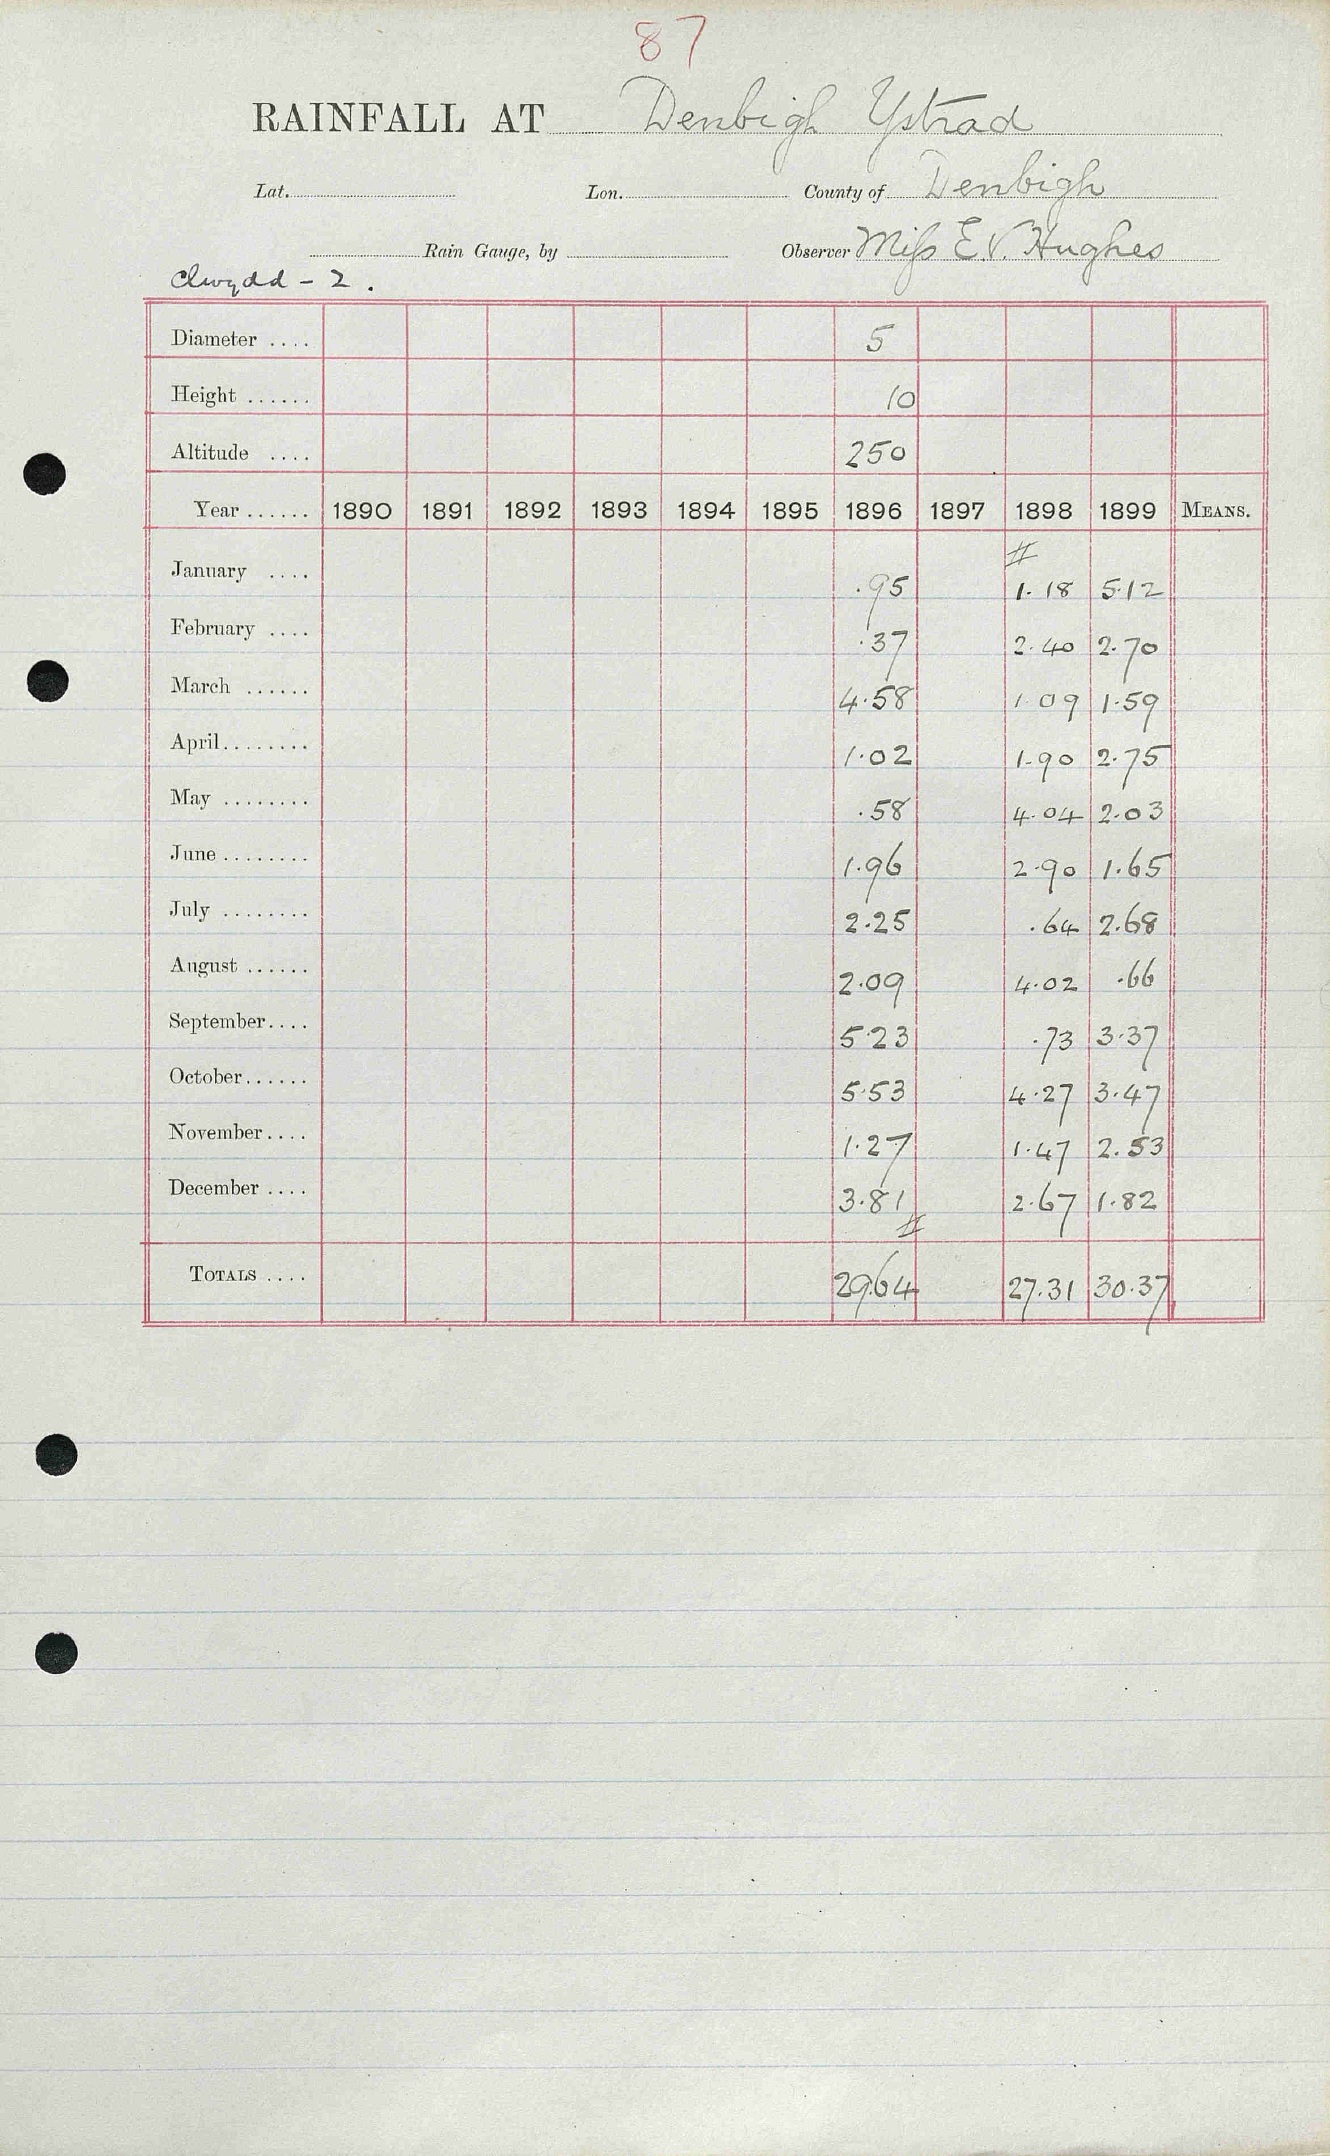 87
RAINFALL AT Denbigh Ystrad
Lat. Lon. County of Denbigh
Rain Gauge, by Observer Miss E.V. Hughes
Clwydd - 2.
Diameter .... 5
Height ...... 10
Altitude .... 250
Year ...... 1890 1891 1892 1893 1894 1895 1896 1897 1898 1899 MEANS.
#
January .... .95 1.18 5.12
February .... .37 2.40 2.70
March ...... 4.58 1.09 1.59
April........ 1.02 1.90 2.75
May ........ .58 4.04 2.03
June ........ 1.96 2.90 1.65
July ........ 2.25 .64 2.68
August ...... 2.09 4.02 .66
September.... 5.23 .73 3.37
October...... 5.53 4.27 3.47
November.... 1.27 1.47 2.53
December .... 3.81 2.67 1.82
#
TOTALS .... 29.64 27.31 30.37